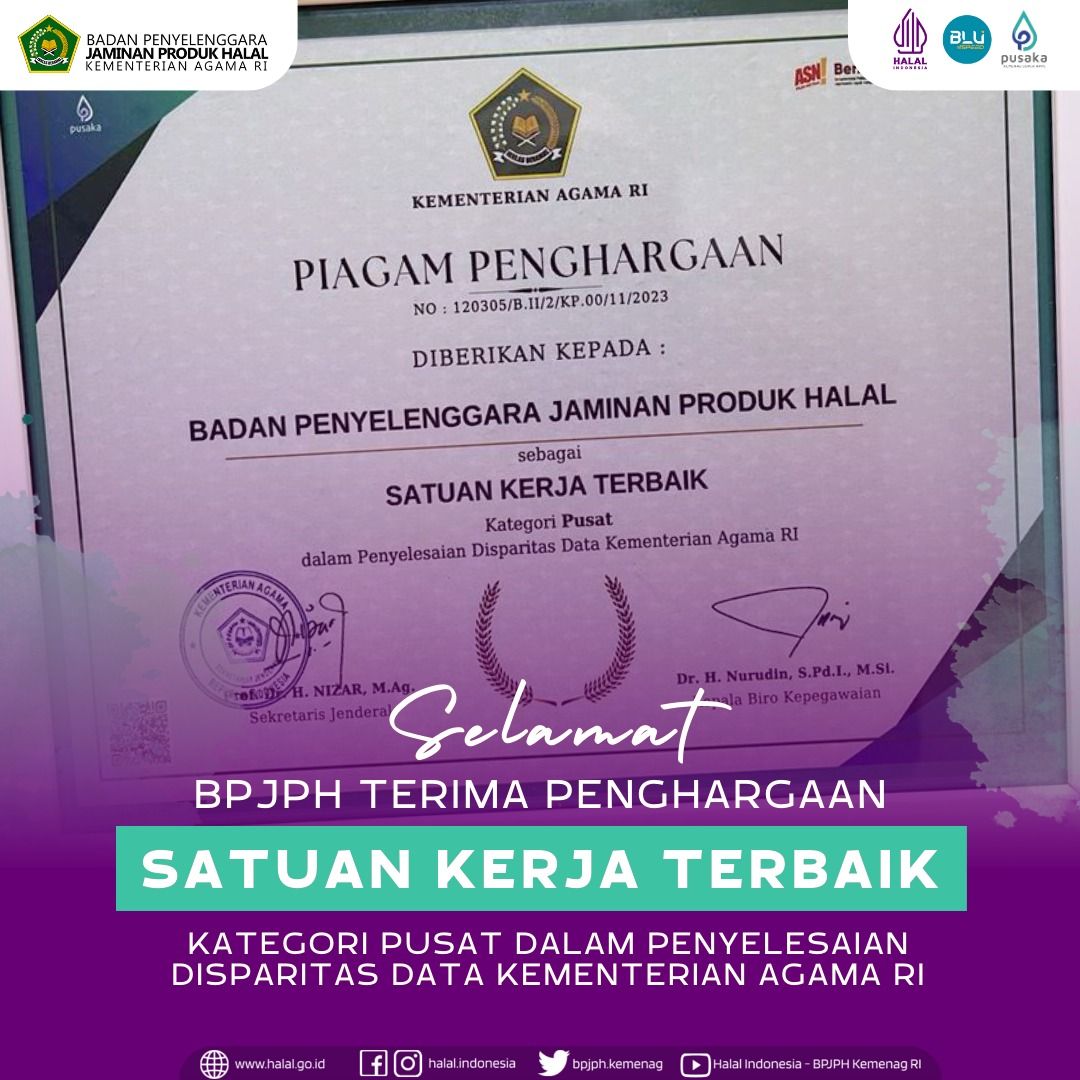 BADAN PENYELENGGARA
JAMINAN PRODUK HALAL
KEMENTERIAN AGAMA RI
HALAL
INDONESIA
BLU
pusaka
pusaka
ASN!
KEMENTERIAN AGAMA RI
PIAGAM PENGHARGAAN
NO : 120305/B.II/2/KP.00/11/2023
DIBERIKAN KEPADA :
BADAN PENYELENGGARA JAMINAN PRODUK HALAL
sebagai
SATUAN KERJA TERBAIK
Kategori Pusat
dalam Penyelesaian Disparitas Data Kementerian Agama RI
KEMENTERIAN AGAMA
H. NIZAR, M.Ag.
Sekretaris Jenderal
Dr. H. Nurudin, S.Pd.I., M.Si.
Biro Kepegawaian
Selamat
BPJPH TERIMA PENGHARGAAN
SATUAN KERJA TERBAIK
KATEGORI PUSAT DALAM PENYELESAIAN
DISPARITAS DATA KEMENTERIAN AGAMA RI
www.halal.go.id
halal.indonesia
bpjph.kemenag
Halal Indonesia - BPJPH Kemenag RI